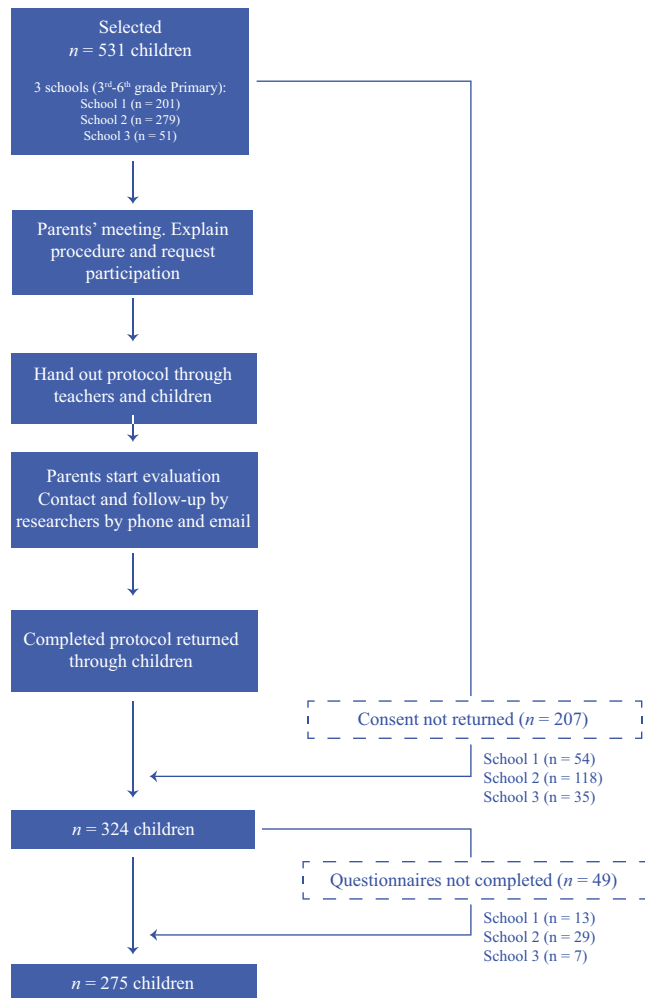 Selected
n = 531 children
3 schools (3rd-6th grade Primary):
School 1 (n = 201)
School 2 (n = 279)
School 3 (n = 51)
Parents’ meeting. Explain
procedure and request
participation
Hand out protocol through
teachers and children
Parents start evaluation
Contact and follow-up by
researchers by phone and email
Completed protocol returned
through children
Consent not returned (n = 207)
School 1 (n = 54)
School 2 (n = 118)
School 3 (n = 35)
n = 324 children
Questionnaires not completed (n = 49)
School 1 (n = 13)
School 2 (n = 29)
School 3 (n = 7)
n = 275 children